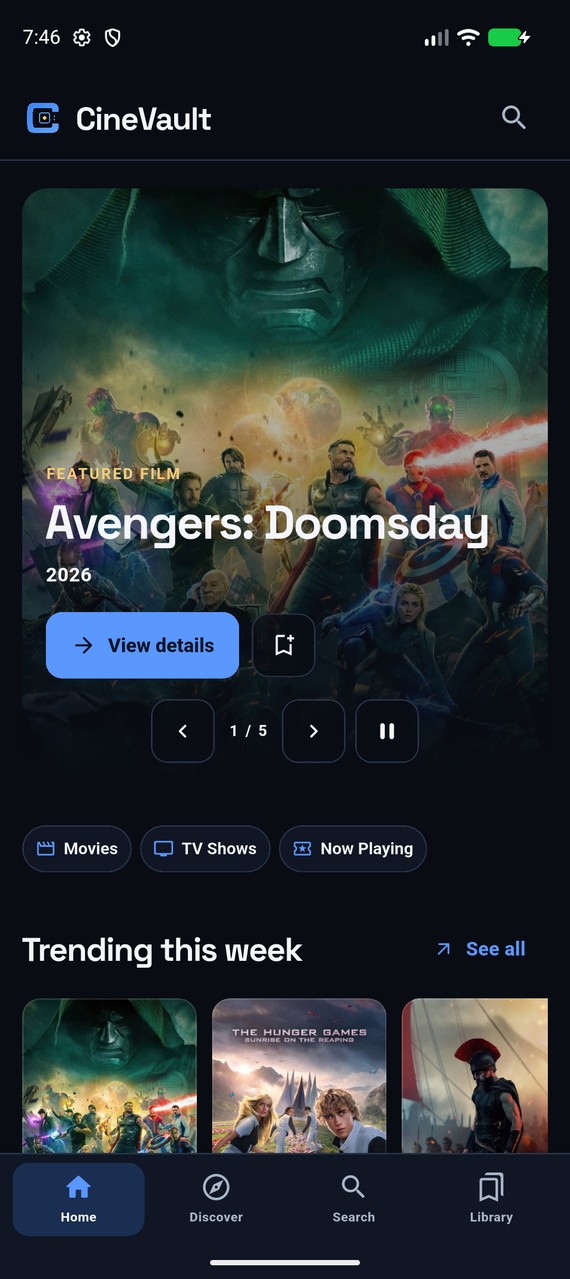 7:46
CineVault
FEATURED FILM
Avengers: Doomsday
2026
View details
1 / 5
Movies
TV Shows
Now Playing
Trending this week
See all
THE HUNGER GAMES
SUNRISE ON THE REAPING
Home
Discover
Search
Library